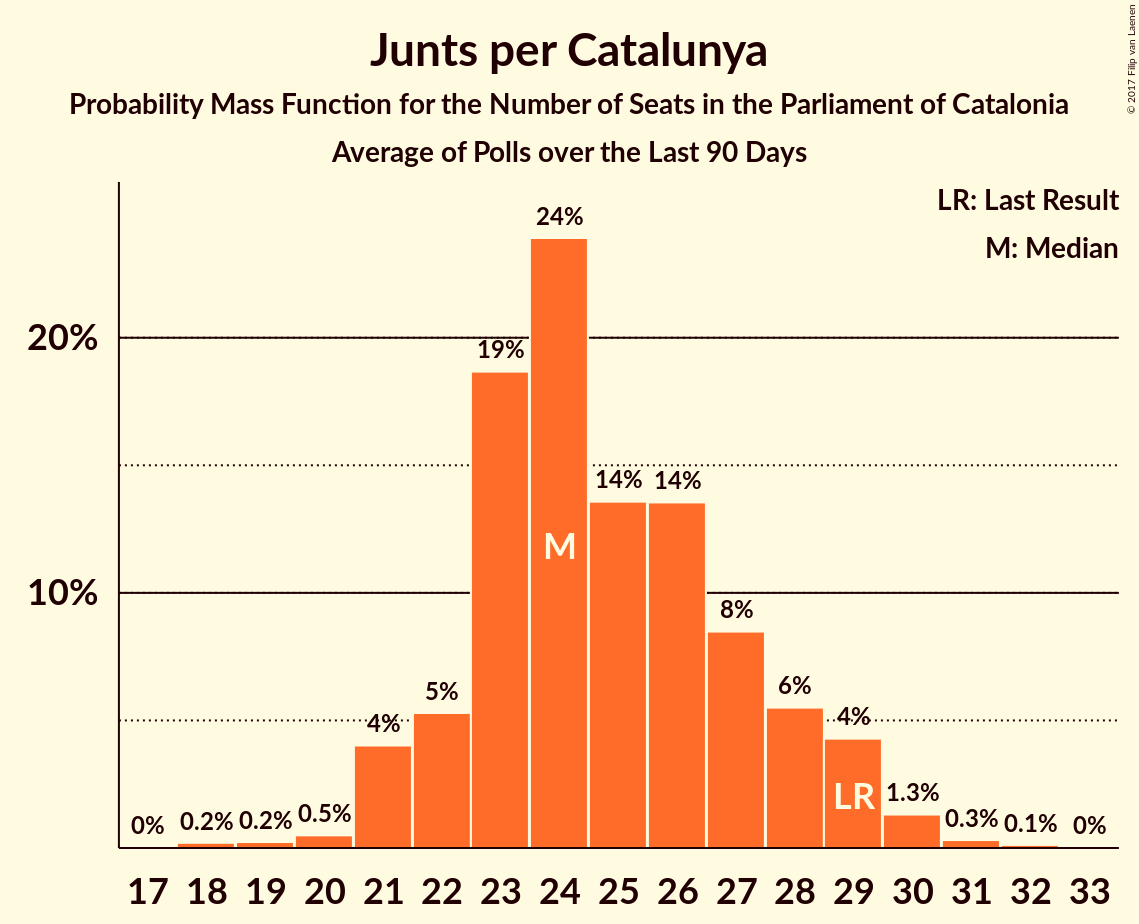 Junts per Catalunya
Probability Mass Function for the Number of Seats in the Parliament of Catalonia
Average of Polls over the Last 90 Days
© 2017 Filip van Laenen
LR: Last Result
M: Median
20%
10%
0%
0.2%
0.2%
0.5%
4%
5%
19%
24%
14%
14%
8%
6%
4%
1.3%
0.3%
0.1%
0%
M
LR
17 18 19 20 21 22 23 24 25 26 27 28 29 30 31 32 33